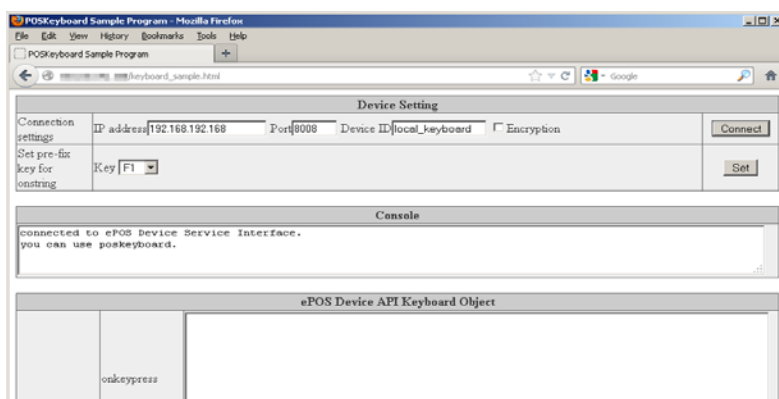 POSKeyboard Sample Program - Mozilla Firefox
File Edit View History Bookmarks Tools Help
POSKeyboard Sample Program +
/keyboard_sample.html
Google
Device Setting
Connection settings
IP address 192.168.192.168 Port 8008 Device ID local_keyboard Encryption Connect
Set pre-fix key for onstring
Key F1 Set
Console
connected to ePOS Device Service Interface.
you can use poskeyboard.
ePOS Device API Keyboard Object
onkeypress